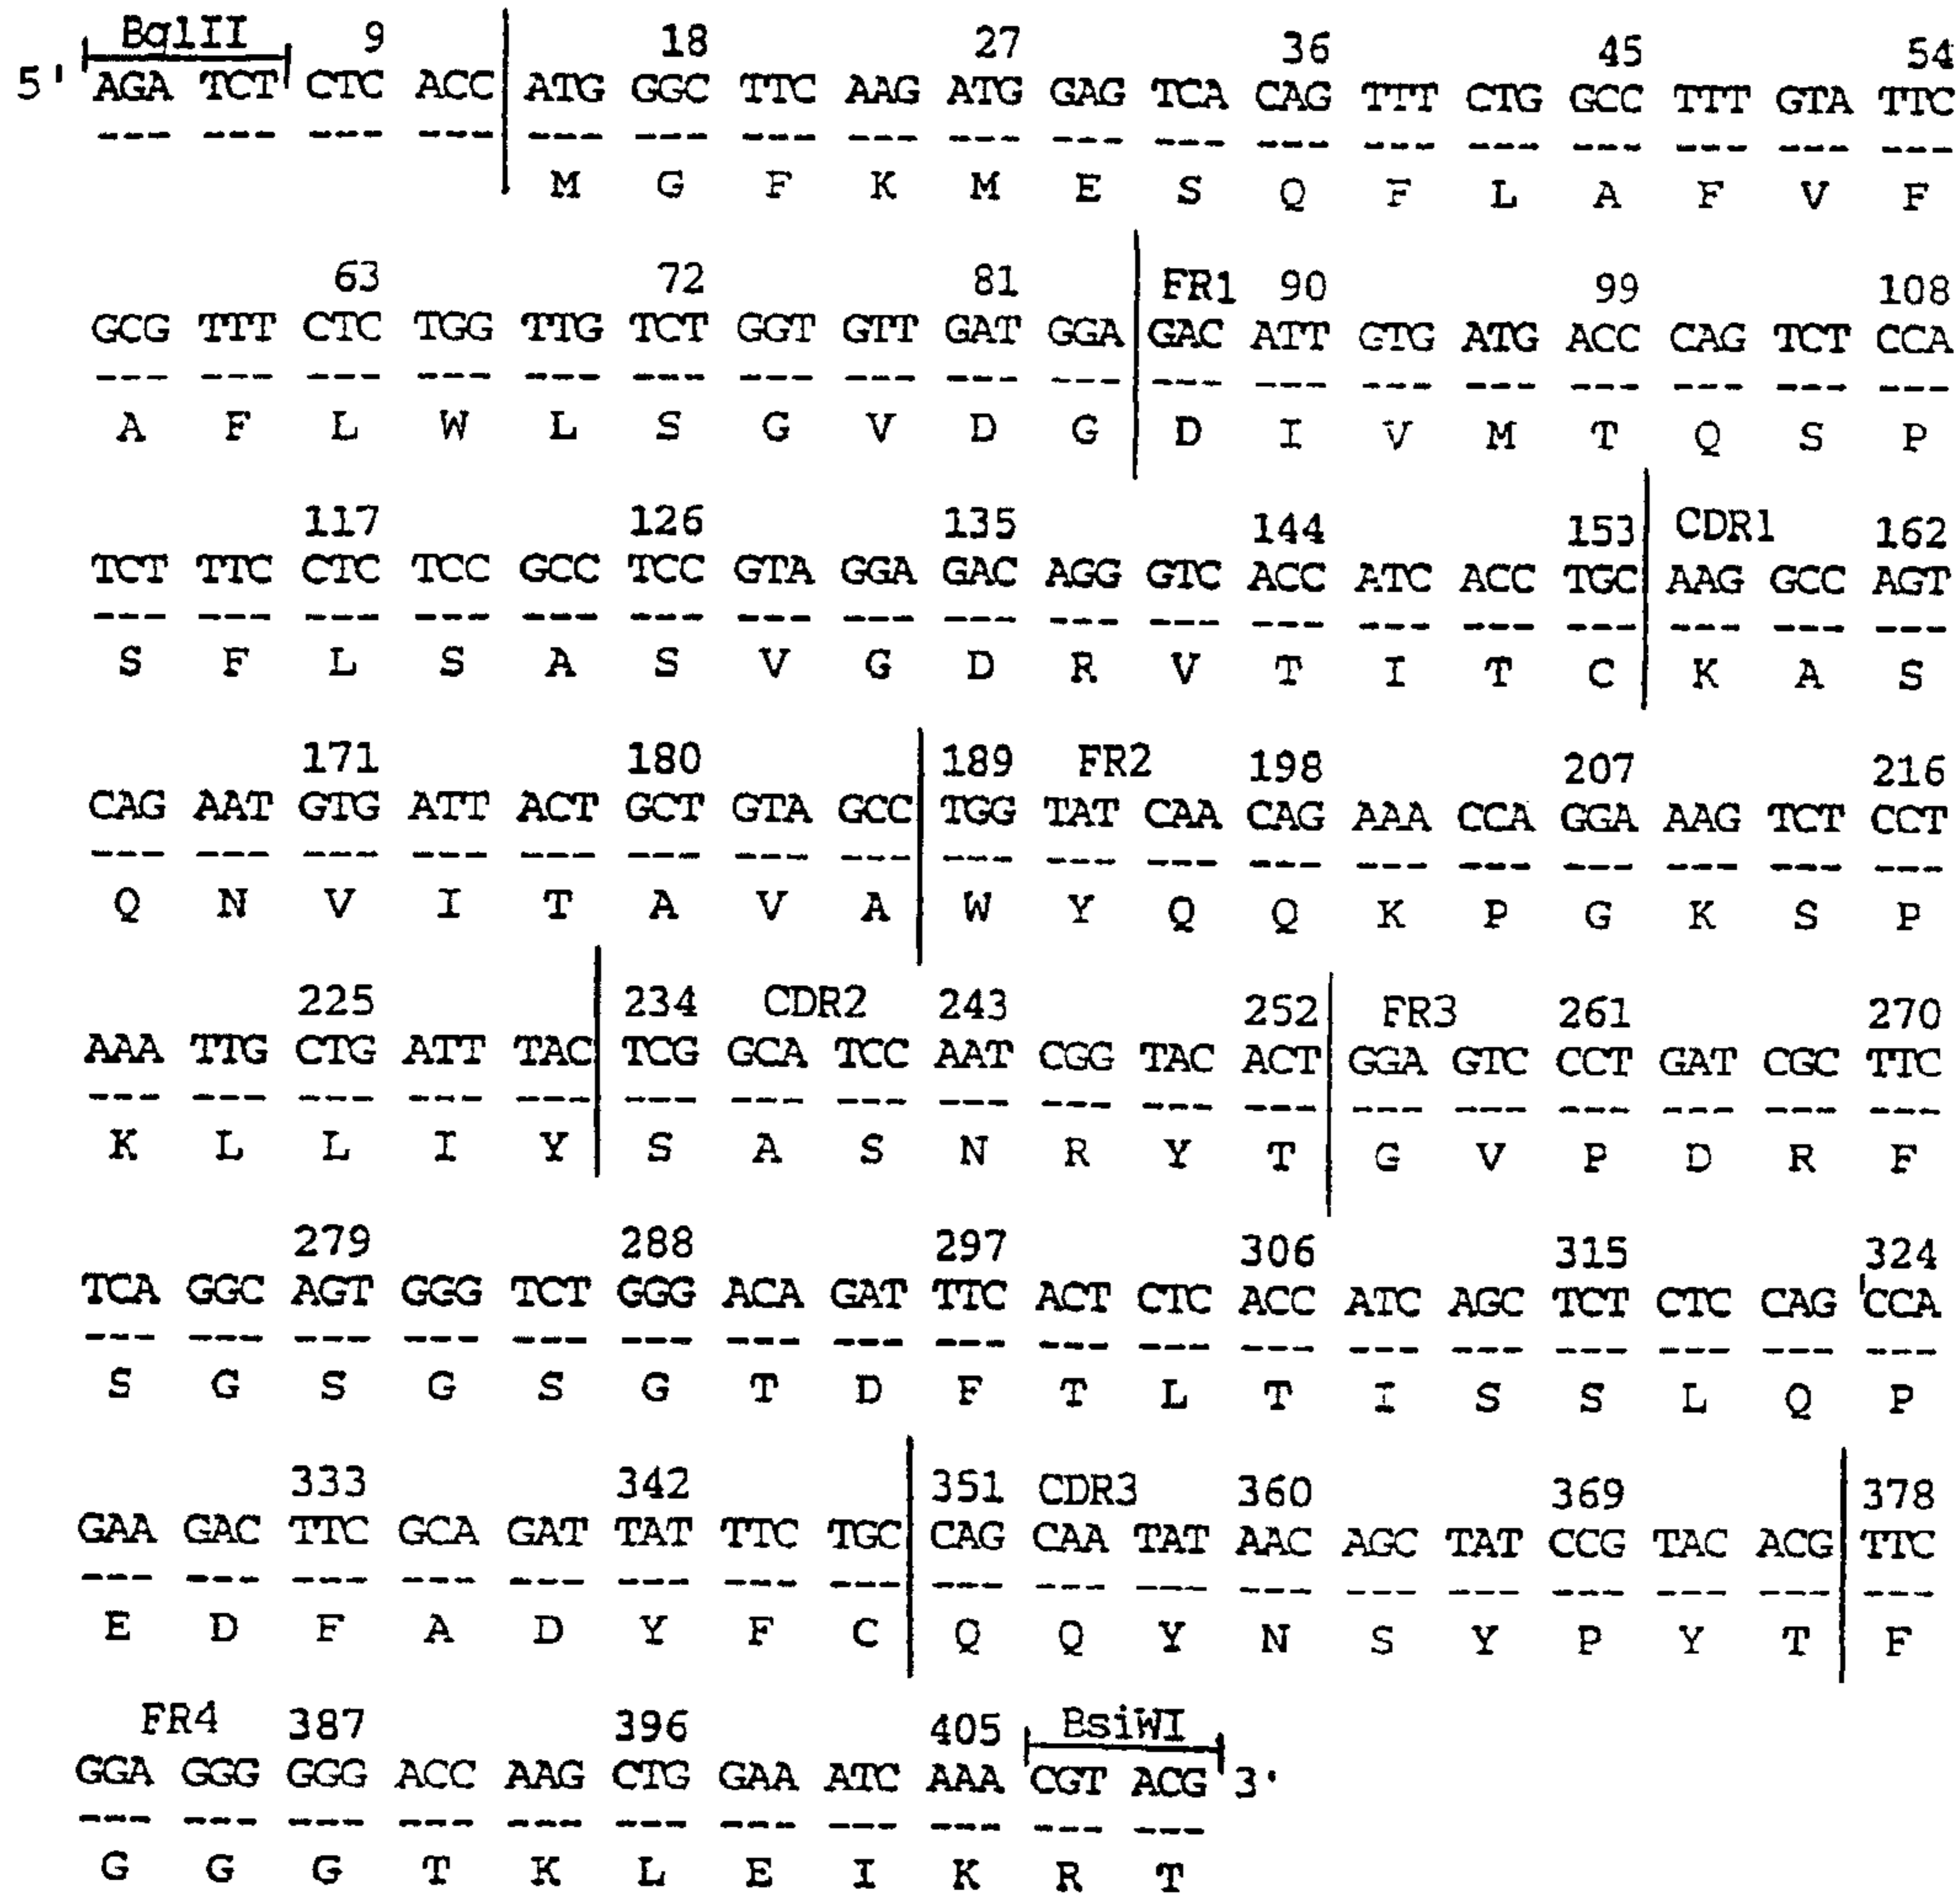 BglII 9 18 27 36 45 54
5' AGA TCT CTC ACC ATG GGC TTC AAG ATG GAG TCA CAG TTT CTG GCC TTT GTA TTC
--- --- --- --- --- --- --- --- --- --- --- --- --- --- --- --- --- ---
M G F K M E S Q F L A F V F
63 72 81 FR1 90 99 108
GCG TTT CTC TGG TTG TCT GGT GTT GAT GGA GAC ATT GTG ATG ACC CAG TCT CCA
--- --- --- --- --- --- --- --- --- --- --- --- --- --- --- --- --- ---
A F L W L S G V D G D I V M T Q S P
117 126 135 144 153 CDR1 162
TCT TTC CTC TCC GCC TCC GTA GGA GAC AGG GTC ACC ATC ACC TGC AAG GCC AGT
--- --- --- --- --- --- --- --- --- --- --- --- --- --- --- --- --- ---
S F L S A S V G D R V T I T C K A S
171 180 189 FR2 198 207 216
CAG AAT GTG ATT ACT GCT GTA GCC TGG TAT CAA CAG AAA CCA GGA AAG TCT CCT
--- --- --- --- --- --- --- --- --- --- --- --- --- --- --- --- --- ---
Q N V I T A V A W Y Q Q K P G K S P
225 234 CDR2 243 252 FR3 261 270
AAA TTG CTG ATT TAC TCG GCA TCC AAT CGG TAC ACT GGA GTC CCT GAT CGC TTC
--- --- --- --- --- --- --- --- --- --- --- --- --- --- --- --- --- ---
K L L I Y S A S N R Y T G V P D R F
279 288 297 306 315 324
TCA GGC AGT GGG TCT GGG ACA GAT TTC ACT CTC ACC ATC AGC TCT CTC CAG CCA
--- --- --- --- --- --- --- --- --- --- --- --- --- --- --- --- --- ---
S G S G S G T D F T L T I S S L Q P
333 342 351 CDR3 360 369 378
GAA GAC TTC GCA GAT TAT TTC TGC CAG CAA TAT AAC AGC TAT CCG TAC ACG TTC
--- --- --- --- --- --- --- --- --- --- --- --- --- --- --- --- --- ---
E D F A D Y F C Q Q Y N S Y P Y T F
FR4 387 396 405 BsiWI
GGA GGG GGG ACC AAG CTG GAA ATC AAA CGT ACG 3'
--- --- --- --- --- --- --- --- --- --- ---
G G G T K L E I K R T